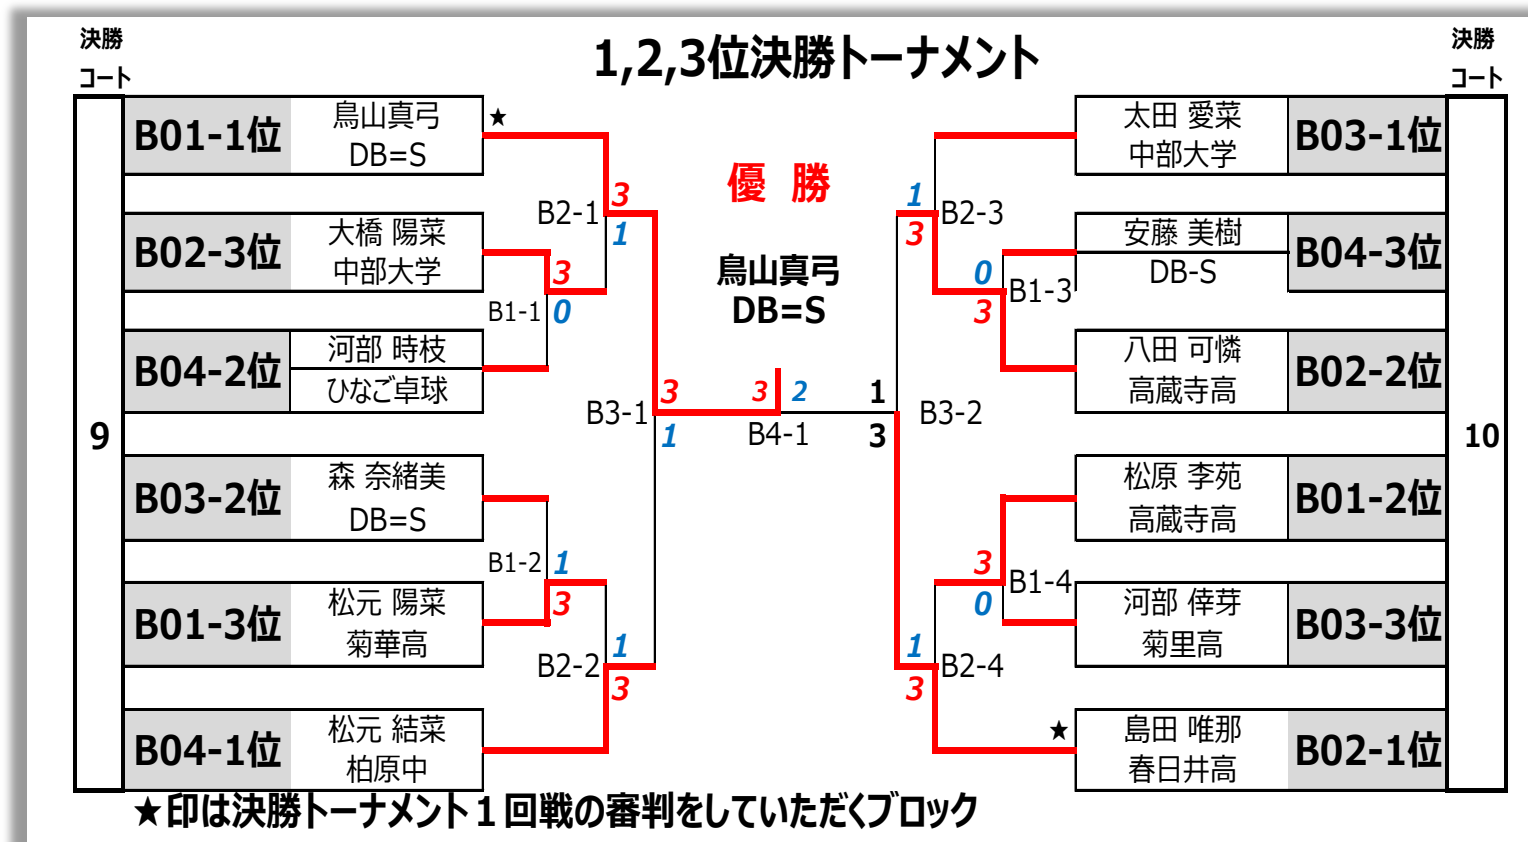 決勝
コート
1,2,3位決勝トーナメント
決勝
コート
9
B01-1位
鳥山真弓
DB=S
★
B02-3位
大橋 陽菜
中部大学
B04-2位
河部 時枝
ひなご卓球
B03-2位
森 奈緒美
DB=S
B01-3位
松元 陽菜
菊華高
B04-1位
松元 結菜
柏原中
B2-1
3
1
B1-1
3
0
B3-1
3
1
B1-2
1
3
B2-2
1
3
優 勝
鳥山真弓
DB=S
3
2
B4-1
1
3
B3-2
1
3
B2-3
0
3
B1-3
3
0
B1-4
1
3
B2-4
太田 愛菜
中部大学
B03-1位
安藤 美樹
DB-S
B04-3位
八田 可憐
高蔵寺高
B02-2位
松原 李苑
高蔵寺高
B01-2位
河部 倖芽
菊里高
B03-3位
★
島田 唯那
春日井高
B02-1位
10
★印は決勝トーナメント1回戦の審判をしていただくブロック